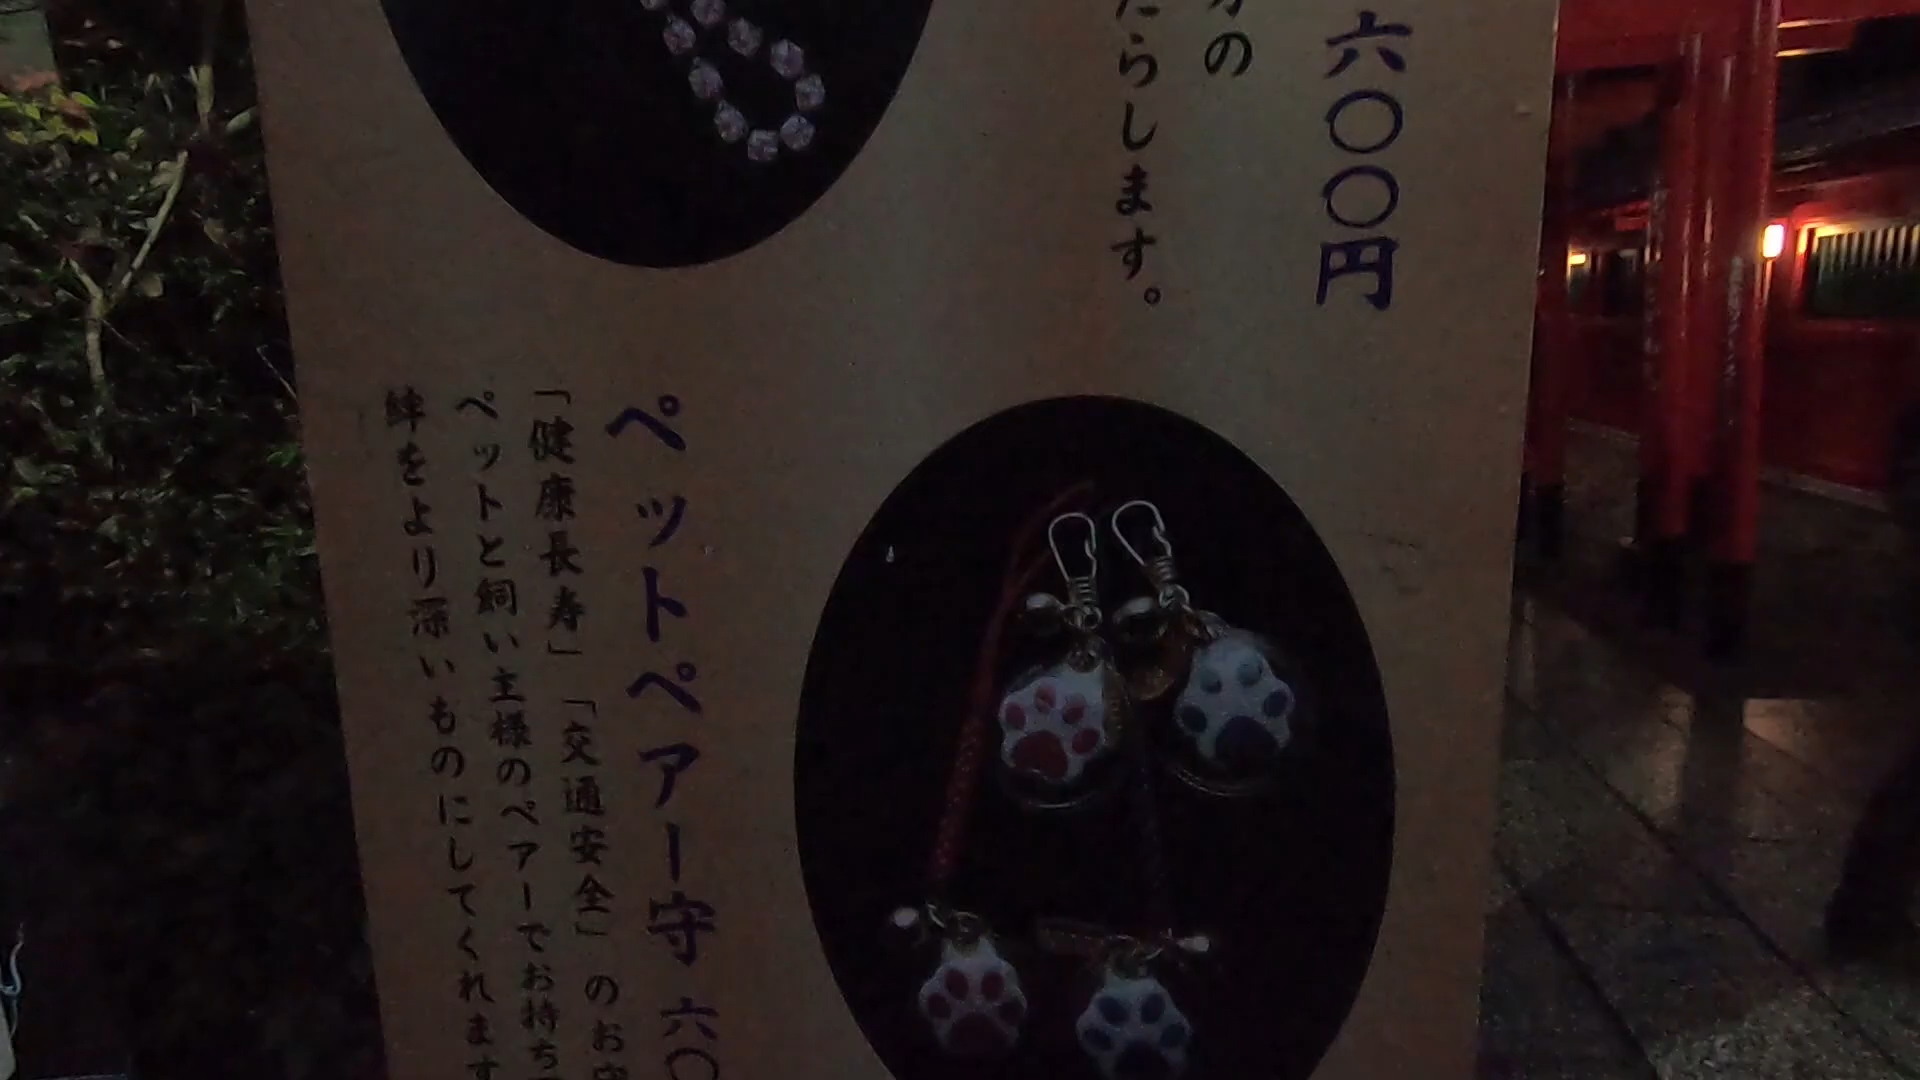 六〇〇円
の
たらします。
ペットペアー守 六〇
「健康長寿」「交通安全」のお守
ペットと飼い主様のペアーでお持ち
絆をより深いものにしてくれます